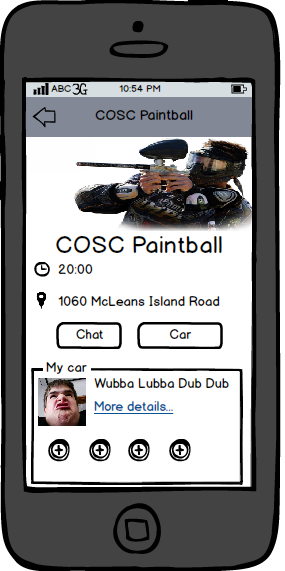 ABC 3G 10:54 PM
COSC Paintball
COSC Paintball
20:00
1060 McLeans Island Road
Chat Car
My car
Wubba Lubba Dub Dub
More details...